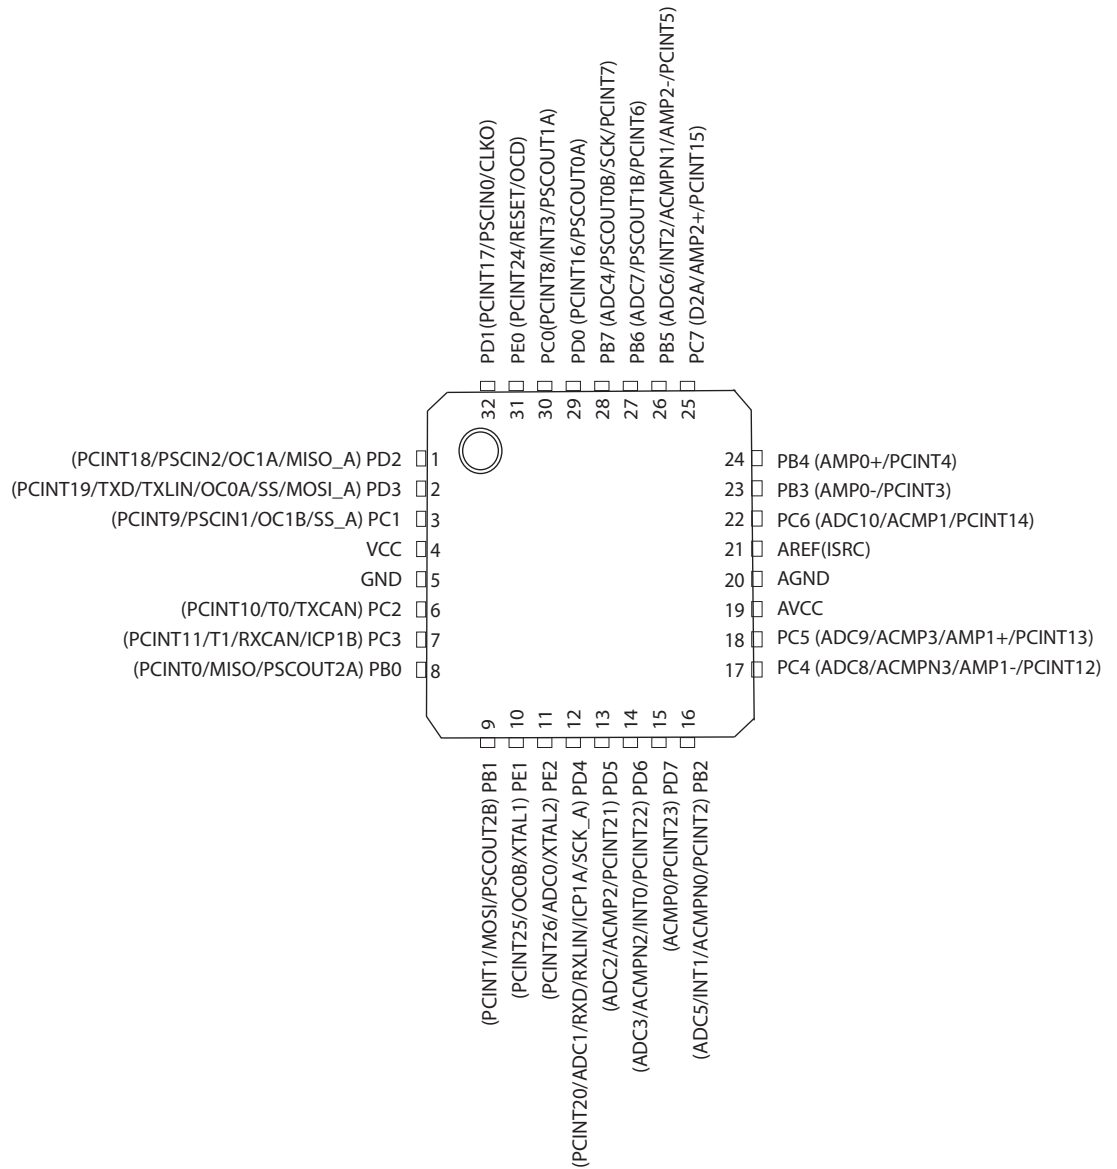 PD1(PCINT17/PSCIN0/CLKO)
PE0 (PCINT24/RESET/OCD)
PC0(PCINT8/INT3/PSCOUT1A)
PD0 (PCINT16/PSCOUT0A)
PB7 (ADC4/PSCOUT0B/SCK/PCINT7)
PB6 (ADC7/PSCOUT1B/PCINT6)
PB5 (ADC6/INT2/ACMPN1/AMP2-/PCINT5)
PC7 (D2A/AMP2+/PCINT15)
32 31 30 29 28 27 26 25
(PCINT18/PSCIN2/OC1A/MISO_A) PD2 1
(PCINT19/TXD/TXLIN/OC0A/SS/MOSI_A) PD3 2
(PCINT9/PSCIN1/OC1B/SS_A) PC1 3
VCC 4
GND 5
(PCINT10/T0/TXCAN) PC2 6
(PCINT11/T1/RXCAN/ICP1B) PC3 7
(PCINT0/MISO/PSCOUT2A) PB0 8
24 PB4 (AMP0+/PCINT4)
23 PB3 (AMP0-/PCINT3)
22 PC6 (ADC10/ACMP1/PCINT14)
21 AREF(ISRC)
20 AGND
19 AVCC
18 PC5 (ADC9/ACMP3/AMP1+/PCINT13)
17 PC4 (ADC8/ACMPN3/AMP1-/PCINT12)
9 10 11 12 13 14 15 16
(PCINT1/MOSI/PSCOUT2B) PB1
(PCINT25/OC0B/XTAL1) PE1
(PCINT26/ADC0/XTAL2) PE2
(PCINT20/ADC1/RXD/RXLIN/ICP1A/SCK_A) PD4
(ADC2/ACMP2/PCINT21) PD5
(ADC3/ACMPN2/INT0/PCINT22) PD6
(ACMP0/PCINT23) PD7
(ADC5/INT1/ACMPN0/PCINT2) PB2